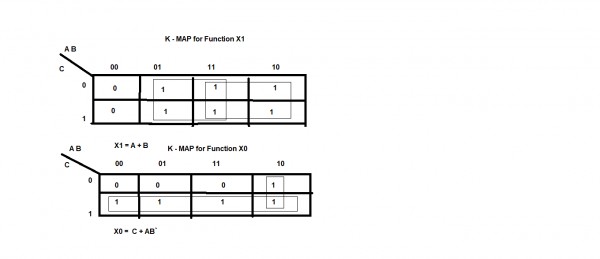 K - MAP for Function X1
A B
C
00 01 11 10
0 0 1 1 1
1 0 1 1 1
X1 = A + B
K - MAP for Function X0
A B
C
00 01 11 10
0 0 0 0 1
1 1 1 1 1
X0 = C + AB`